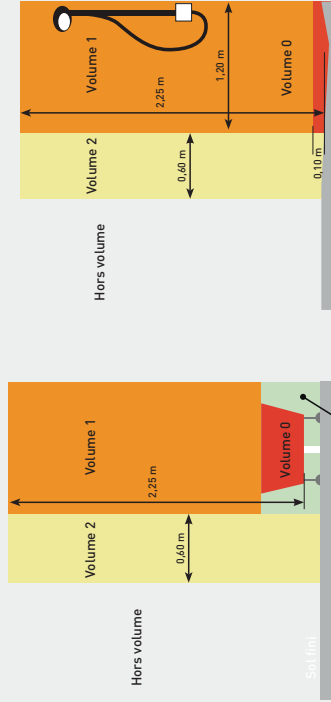 Volume 1
2,25 m
1,20 m
Volume 0
0,10 m
Volume 2
0,60 m
Hors volume
Volume 1
2,25 m
Volume 0
Volume 2
0,60 m
Hors volume
Sol fini